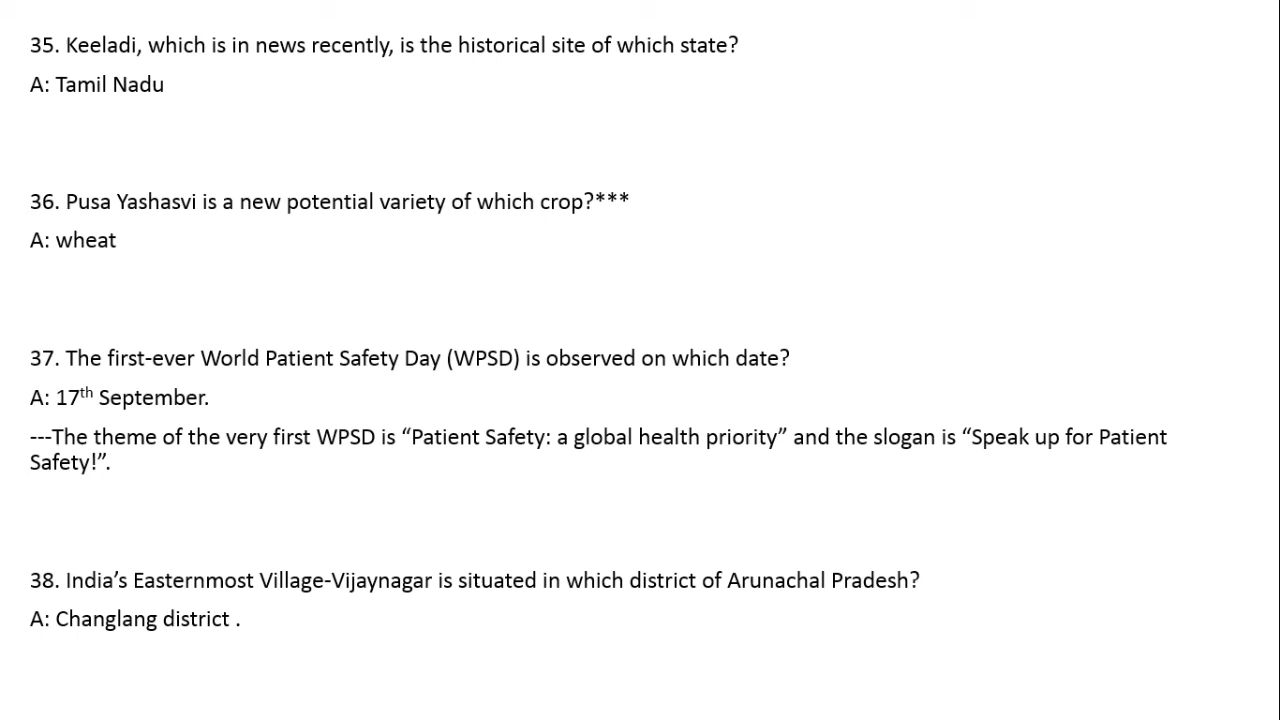 35. Keeladi, which is in news recently, is the historical site of which state?
A: Tamil Nadu
36. Pusa Yashasvi is a new potential variety of which crop?***
A: wheat
37. The first-ever World Patient Safety Day (WPSD) is observed on which date?
A: 17th September.
---The theme of the very first WPSD is “Patient Safety: a global health priority” and the slogan is “Speak up for Patient
Safety!”.
38. India’s Easternmost Village-Vijaynagar is situated in which district of Arunachal Pradesh?
A: Changlang district .